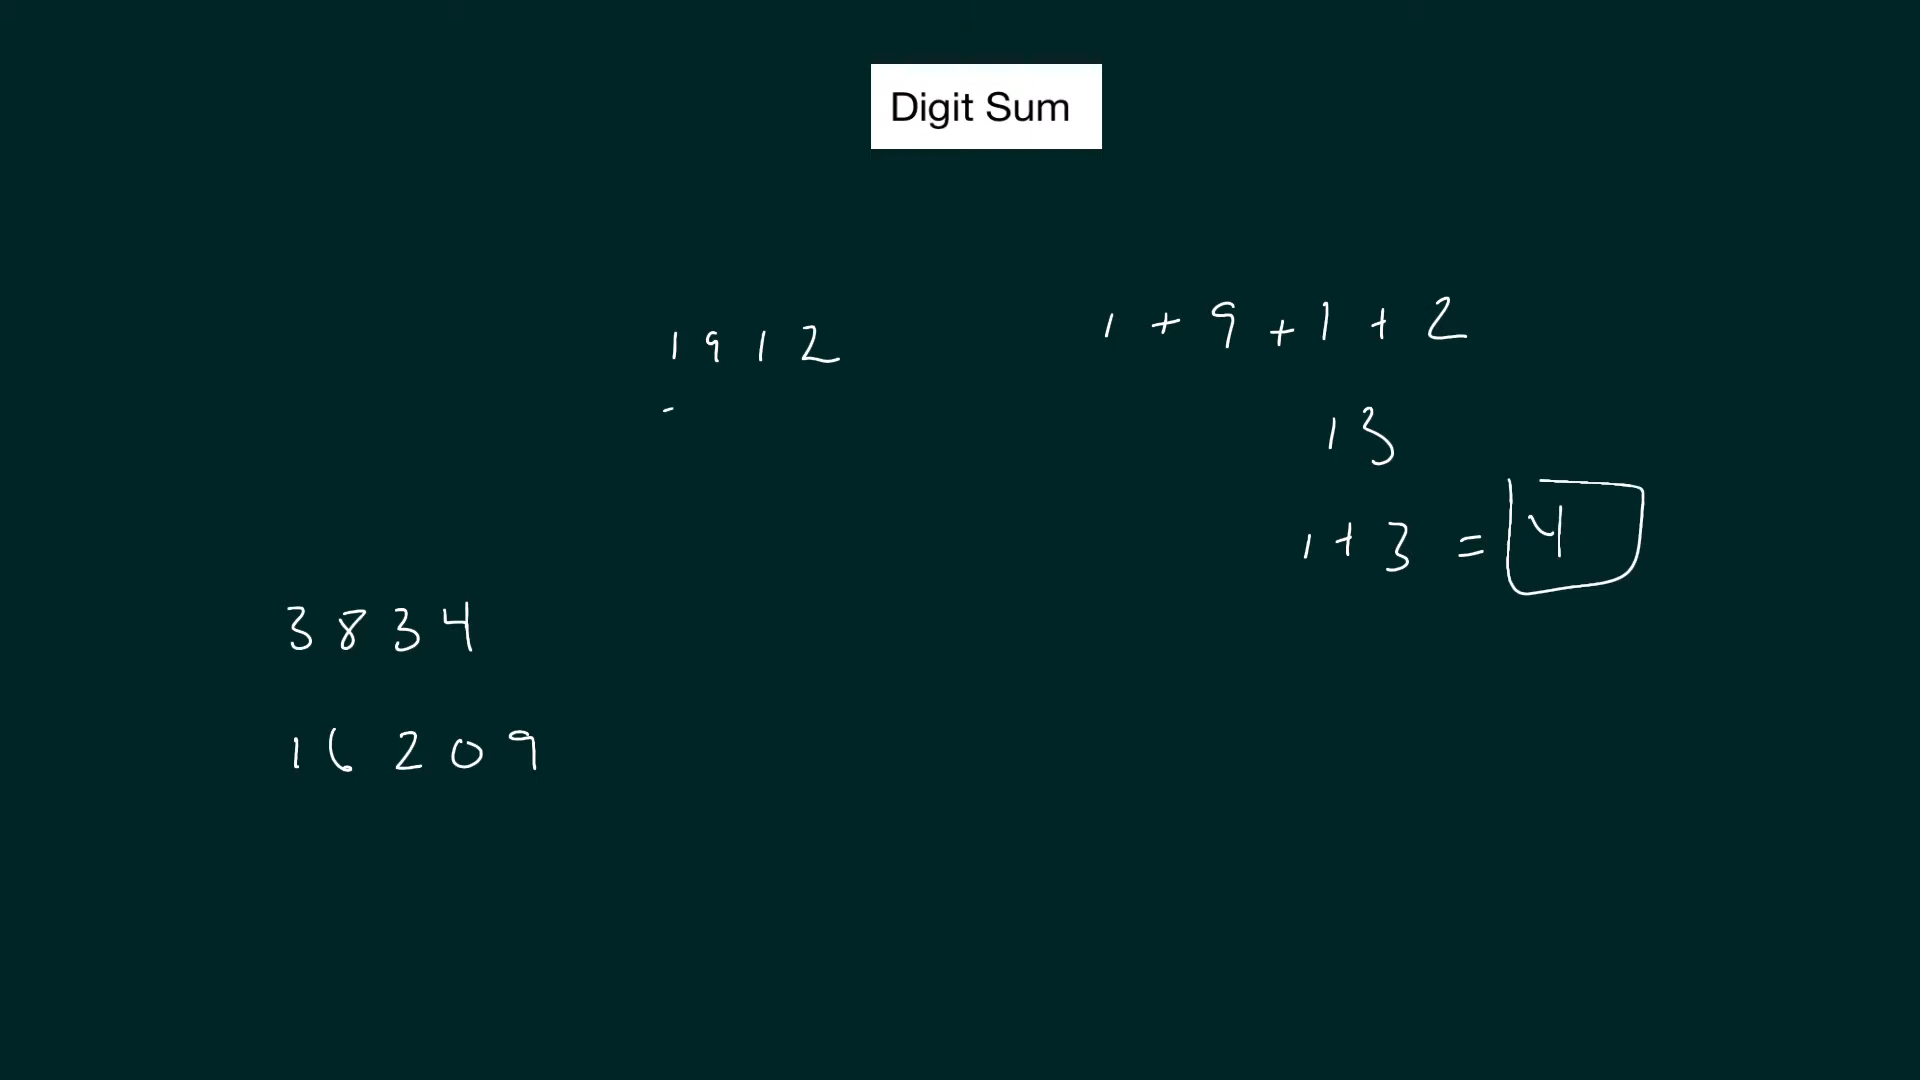 Digit Sum
1 9 1 2
1 + 9 + 1 + 2
-
13
1 + 3 = 4
3 8 3 4
1 6 2 0 9